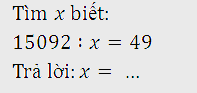 Tìm x biết:
15092 : x = 49
Trả lời: x = ...